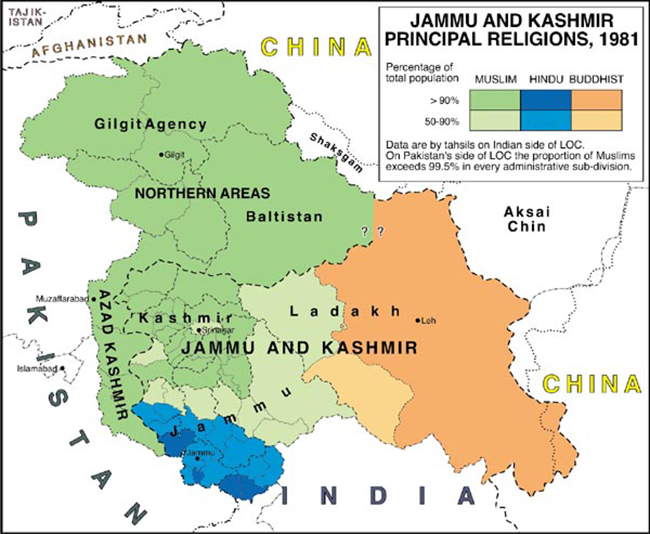 TAJIK-
ISTAN
AFGHANISTAN
CHINA
JAMMU AND KASHMIR
PRINCIPAL RELIGIONS, 1981
Percentage of
total population
MUSLIM HINDU BUDDHIST
> 90%
50-90%
Data are by tahsils on Indian side of LOC.
On Pakistan's side of LOC the proportion of Muslims
exceeds 99.5% in every administrative sub-division.
Gilgit Agency
Gilgit
Shaksgam
NORTHERN AREAS
Baltistan
Aksai
Chin
? ?
PAKISTAN
Muzaffarabad
AZAD KASHMIR
Kashmir
Srinagar
Ladakh
Leh
JAMMU AND KASHMIR
Islamabad
CHINA
Jammu
Jammu
INDIA